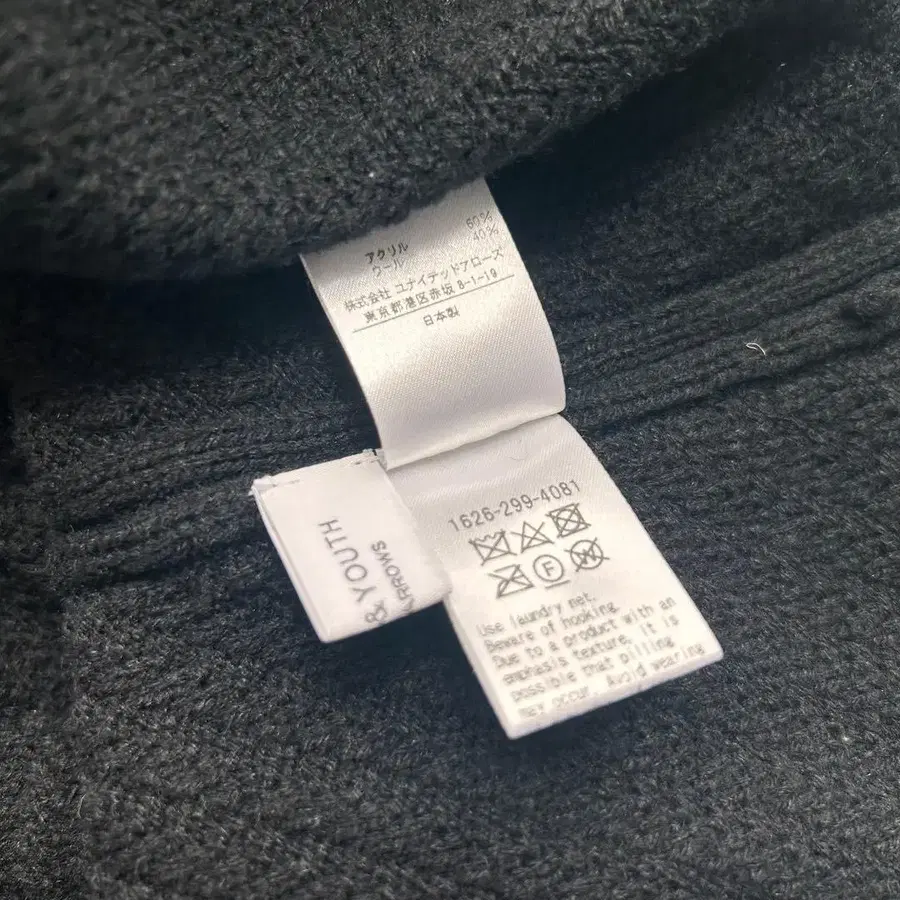 アクリル 60%
ウール 40%
株式会社 ユナイテッドアローズ
東京都港区赤坂 8-1-19
日本製
& YOUTH
ARROWS
1626-299-4081
F
W
Use laundry net.
Beware of hooking.
Due to a product with an
emphasis texture, it is
possible that pilling
may occur. Avoid wearing